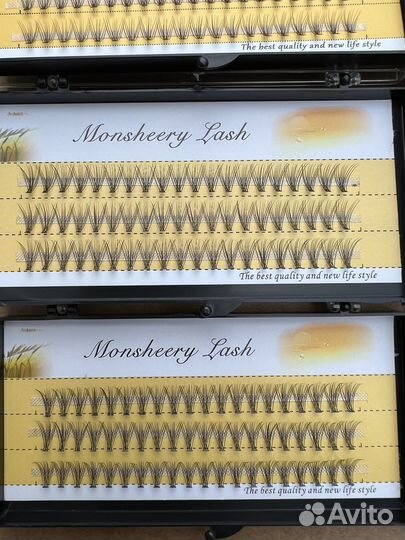 The best quality and new life style
Monsheery Lash
The best quality and new life style
Monsheery Lash
The best quality and new life style
Avito